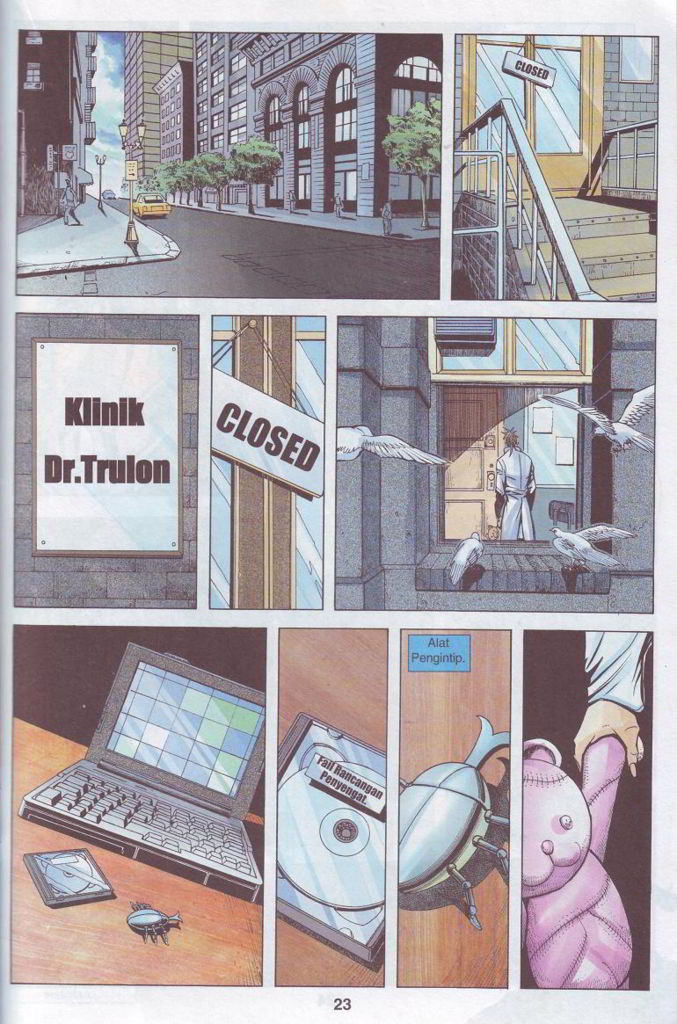 CLOSED
Klinik
Dr.Trulon
CLOSED
Fail Rancangan
Penyengat.
Alat
Pengintip.
23